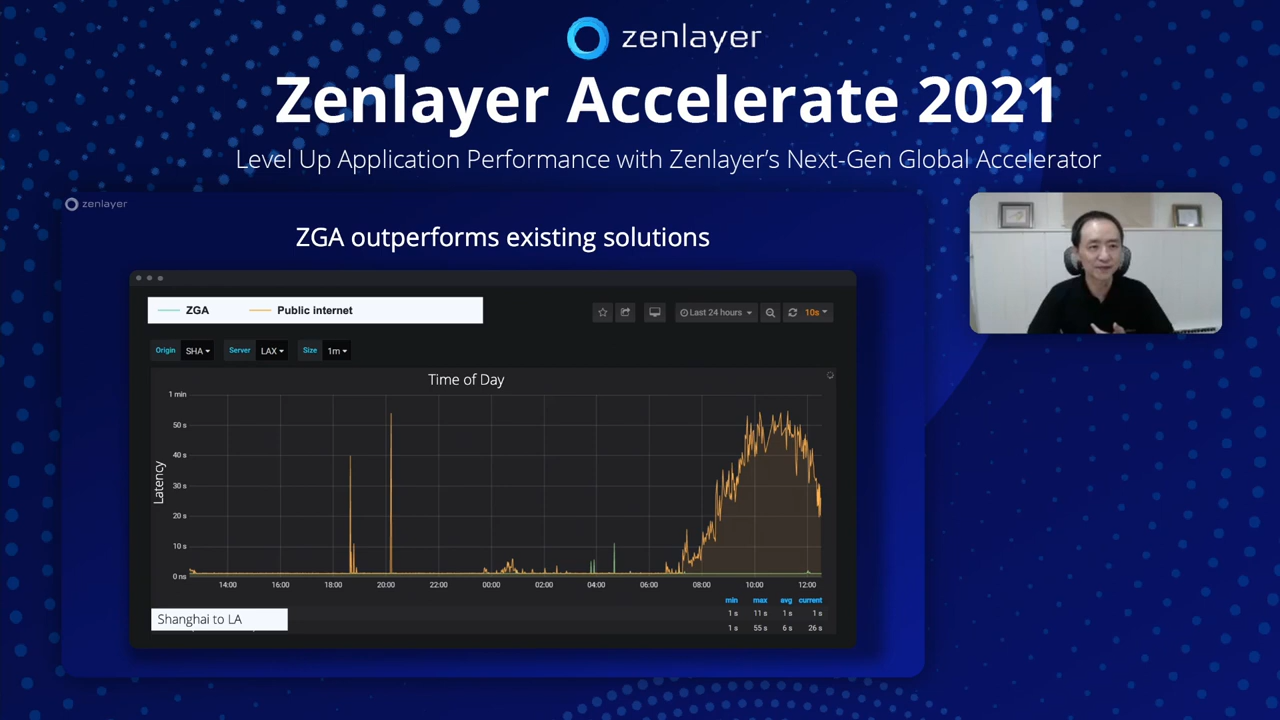 zenlayer
Zenlayer Accelerate 2021
Level Up Application Performance with Zenlayer's Next-Gen Global Accelerator
zenlayer
ZGA outperforms existing solutions
ZGA Public internet
Last 24 hours 10s
Origin SHA Server LAX Size 1m
Time of Day
Latency
1 min
50 s
40 s
30 s
20 s
10 s
0 ns
14:00 16:00 18:00 20:00 22:00 00:00 02:00 04:00 06:00 08:00 10:00 12:00
min max avg current
1 s 11 s 1 s 1 s
1 s 55 s 6 s 26 s
Shanghai to LA